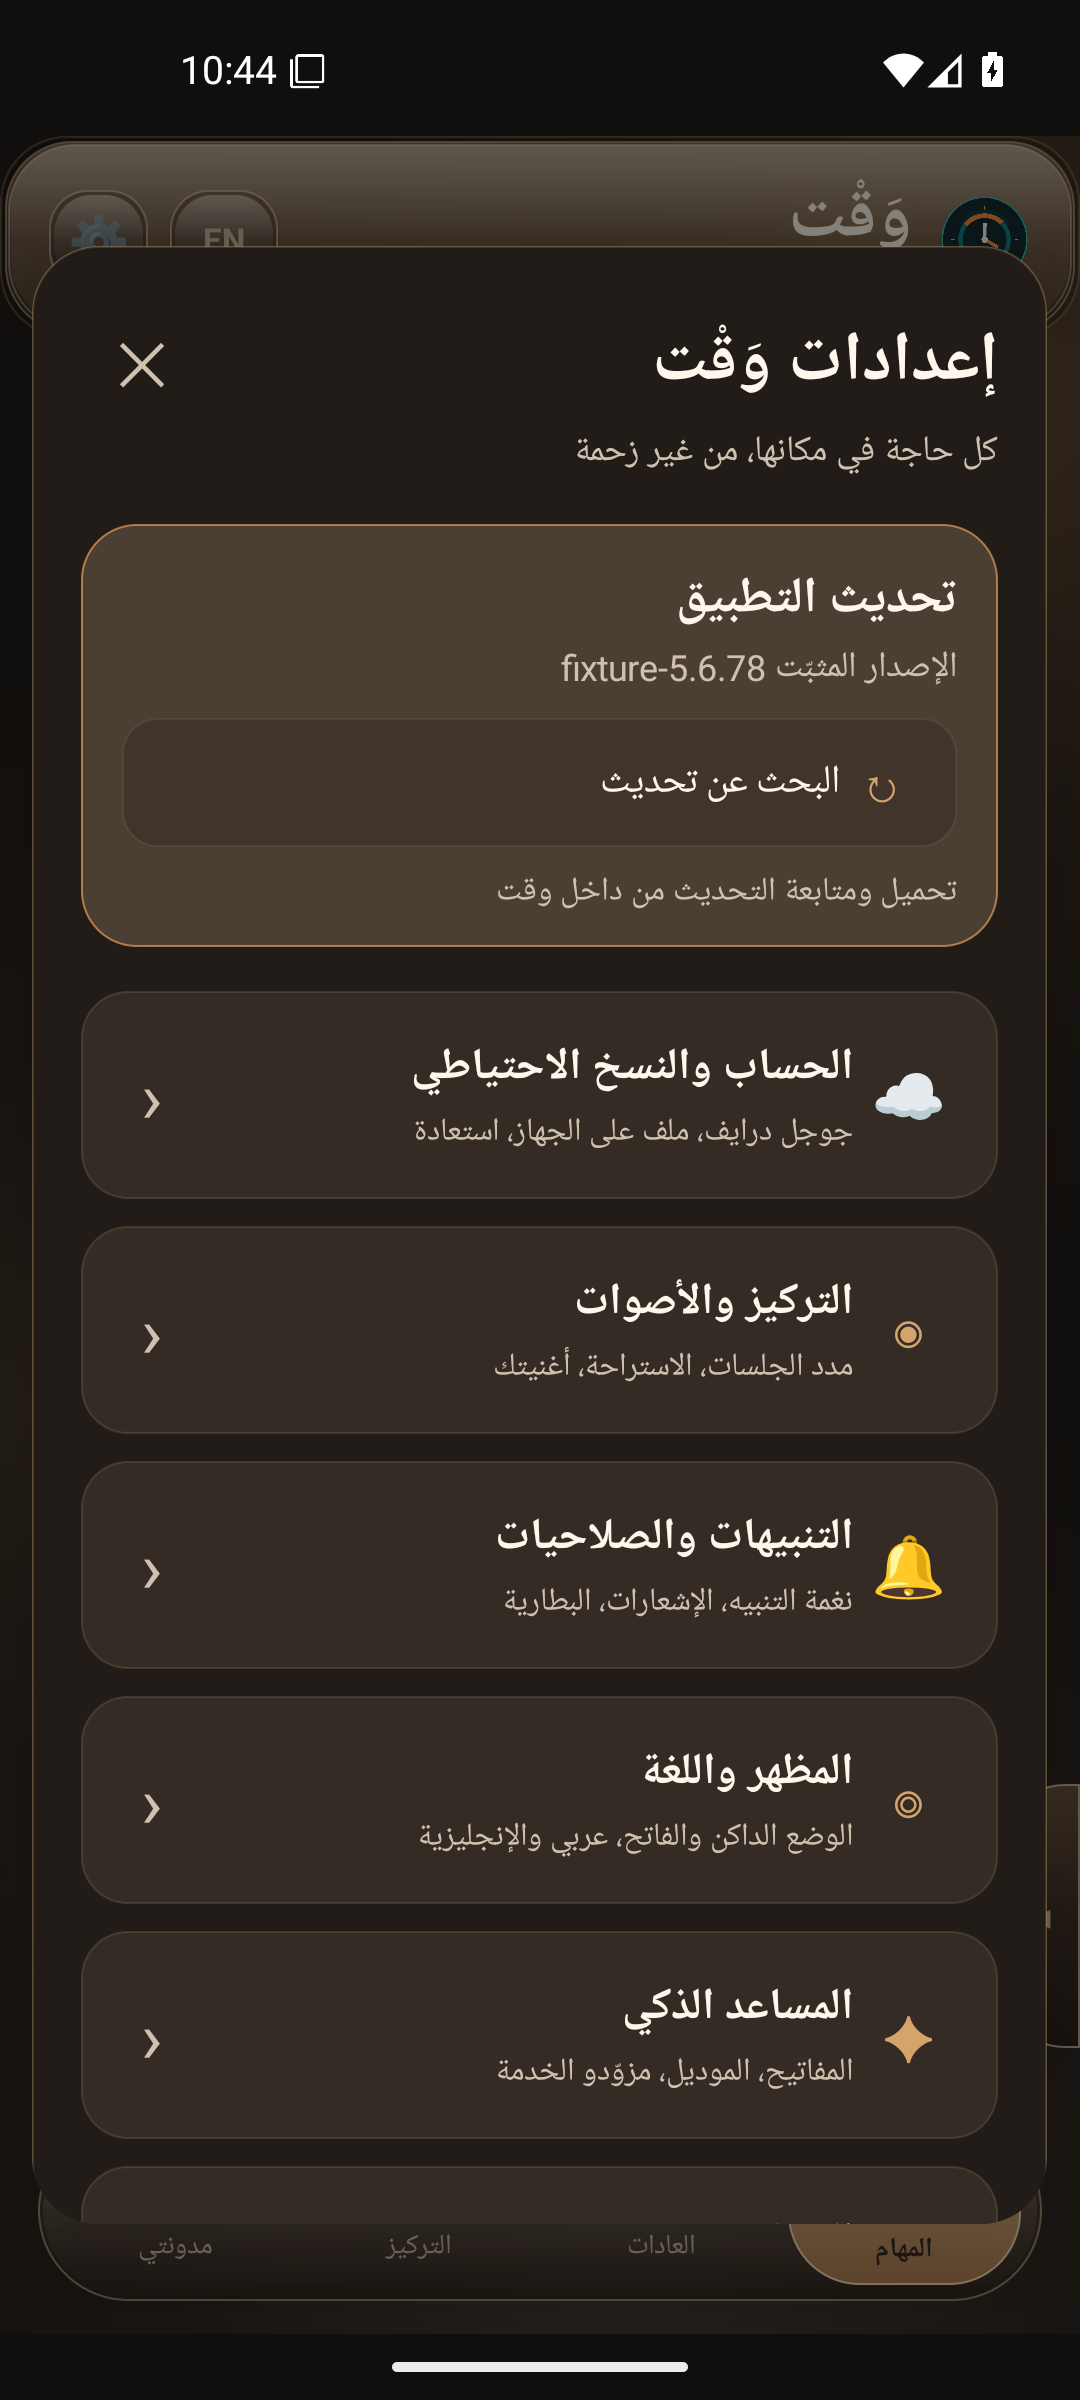 10:44
وَقْت
EN
إعدادات وَقْت
كل حاجة في مكانها، من غير زحمة
تحديث التطبيق
الإصدار المثبّت fixture-5.6.78
البحث عن تحديث
تحميل ومتابعة التحديث من داخل وقت
الحساب والنسخ الاحتياطي
جوجل درايف، ملف على الجهاز، استعادة
التركيز والأصوات
مدد الجلسات، الاستراحة، أغنيتك
التنبيهات والصلاحيات
نغمة التنبيه، الإشعارات، البطارية
المظهر واللغة
الوضع الداكن والفاتح، عربي والإنجليزية
المساعد الذكي
المفاتيح، الموديل، مزوّدو الخدمة
المهام
العادات
التركيز
مدونتي